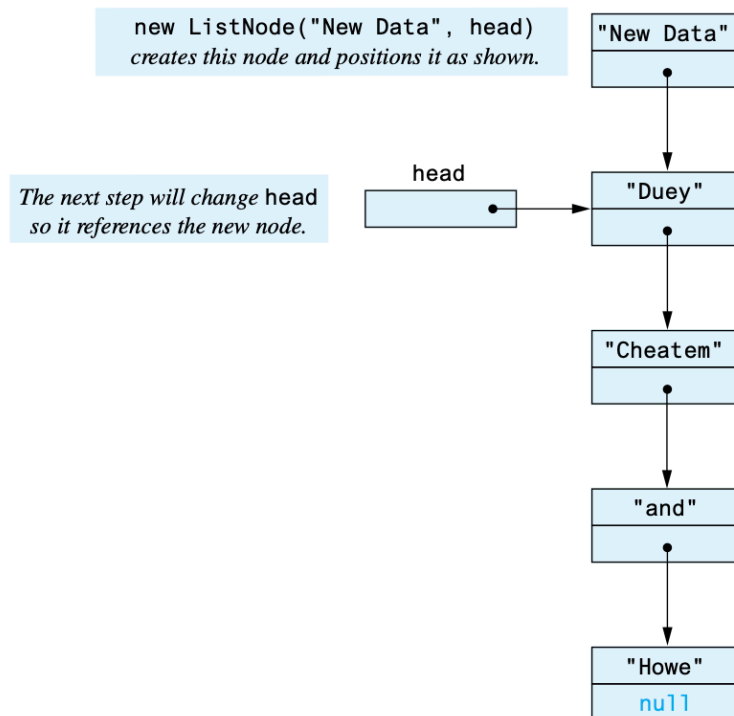 new ListNode("New Data", head)
creates this node and positions it as shown.
"New Data"
head
The next step will change head
so it references the new node.
"Duey"
"Cheatem"
"and"
"Howe"
null